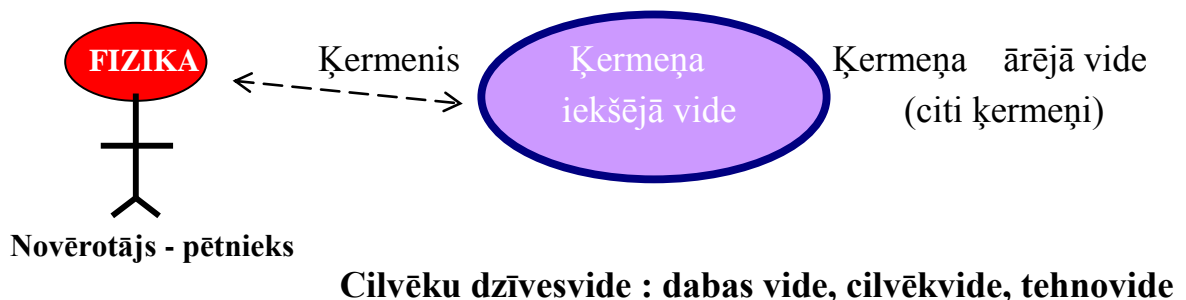 FIZIKA
Ķermenis
Ķermeņa
iekšējā vide
Ķermeņa ārējā vide
(citi ķermeņi)
Novērotājs - pētnieks
Cilvēku dzīvesvide : dabas vide, cilvēkvide, tehnovide